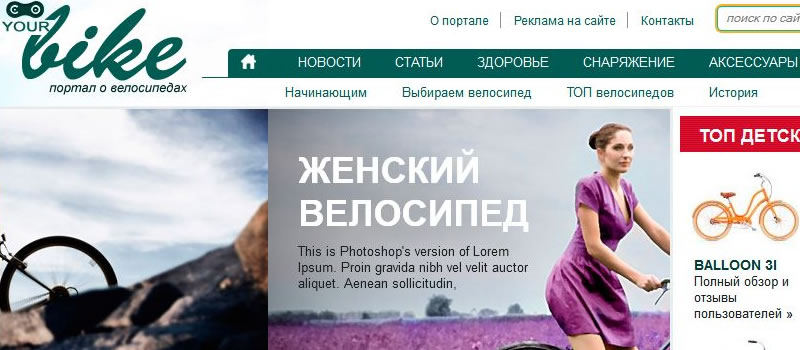 YOUR
bike
портал о велосипедах
О портале
Реклама на сайте
Контакты
поиск по сай
НОВОСТИ
СТАТЬИ
ЗДОРОВЬЕ
СНАРЯЖЕНИЕ
АКСЕССУАРЫ
Начинающим
Выбираем велосипед
ТОП велосипедов
История
ЖЕНСКИЙ
ВЕЛОСИПЕД
This is Photoshop's version of Lorem
Ipsum. Proin gravida nibh vel velit auctor
aliquet. Aenean sollicitudin,
ТОП ДЕТСК
BALLOON 3I
Полный обзор и
отзывы
пользователей »